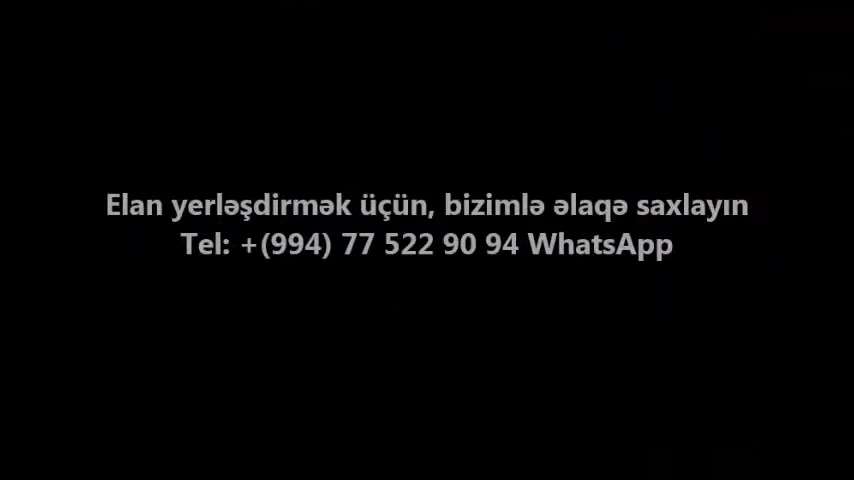 Elan yerləşdirmək üçün, bizimlə əlaqə saxlayın
Tel: +(994) 77 522 90 94 WhatsApp